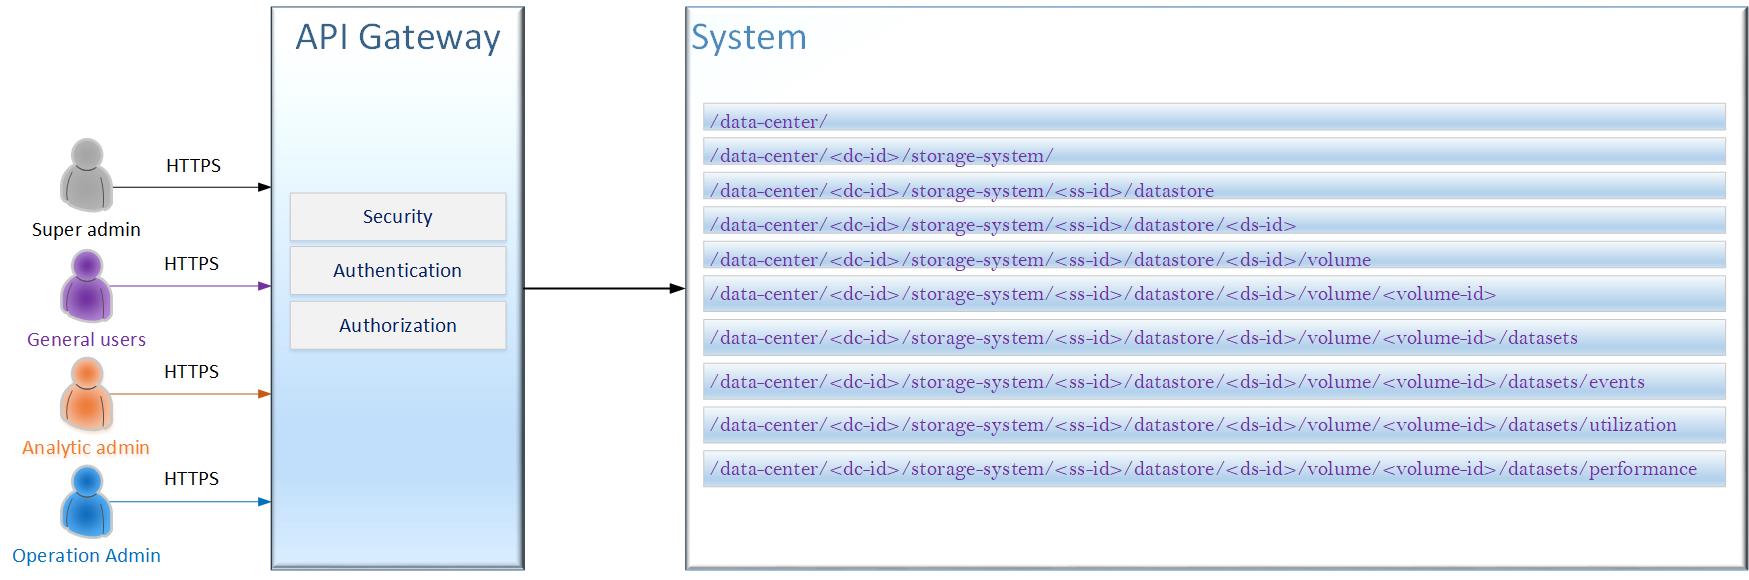 API Gateway
System
HTTPS
Super admin
HTTPS
General users
HTTPS
Analytic admin
HTTPS
Operation Admin
Security
Authentication
Authorization
/data-center/
/data-center/<dc-id>/storage-system/
/data-center/<dc-id>/storage-system/<ss-id>/datastore
/data-center/<dc-id>/storage-system/<ss-id>/datastore/<ds-id>
/data-center/<dc-id>/storage-system/<ss-id>/datastore/<ds-id>/volume
/data-center/<dc-id>/storage-system/<ss-id>/datastore/<ds-id>/volume/<volume-id>
/data-center/<dc-id>/storage-system/<ss-id>/datastore/<ds-id>/volume/<volume-id>/datasets
/data-center/<dc-id>/storage-system/<ss-id>/datastore/<ds-id>/volume/<volume-id>/datasets/events
/data-center/<dc-id>/storage-system/<ss-id>/datastore/<ds-id>/volume/<volume-id>/datasets/utilization
/data-center/<dc-id>/storage-system/<ss-id>/datastore/<ds-id>/volume/<volume-id>/datasets/performance